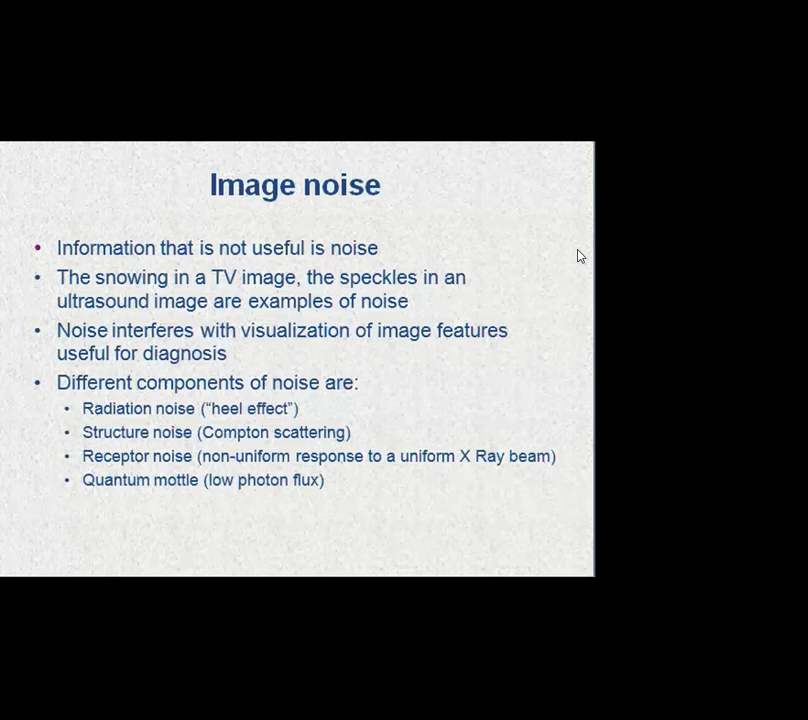 Image noise
• Information that is not useful is noise
• The snowing in a TV image, the speckles in an
ultrasound image are examples of noise
• Noise interferes with visualization of image features
useful for diagnosis
• Different components of noise are:
• Radiation noise (“heel effect”)
• Structure noise (Compton scattering)
• Receptor noise (non-uniform response to a uniform X Ray beam)
• Quantum mottle (low photon flux)